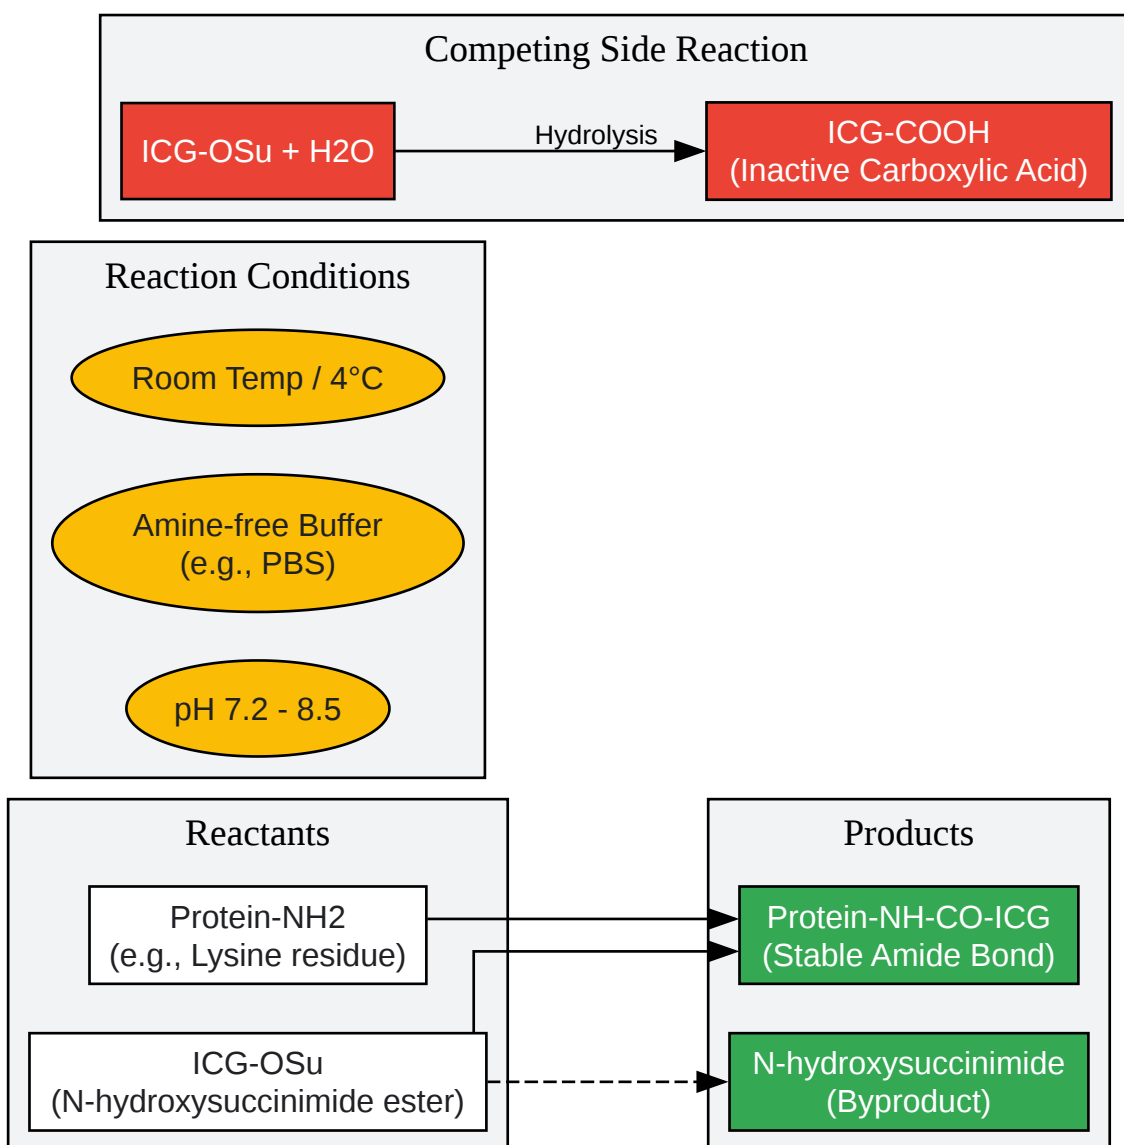 Competing Side Reaction
ICG-OSu + H2O
Hydrolysis
ICG-COOH
(Inactive Carboxylic Acid)
Reaction Conditions
Room Temp / 4°C
Amine-free Buffer
(e.g., PBS)
pH 7.2 - 8.5
Reactants
Protein-NH2
(e.g., Lysine residue)
ICG-OSu
(N-hydroxysuccinimide ester)
Products
Protein-NH-CO-ICG
(Stable Amide Bond)
N-hydroxysuccinimide
(Byproduct)